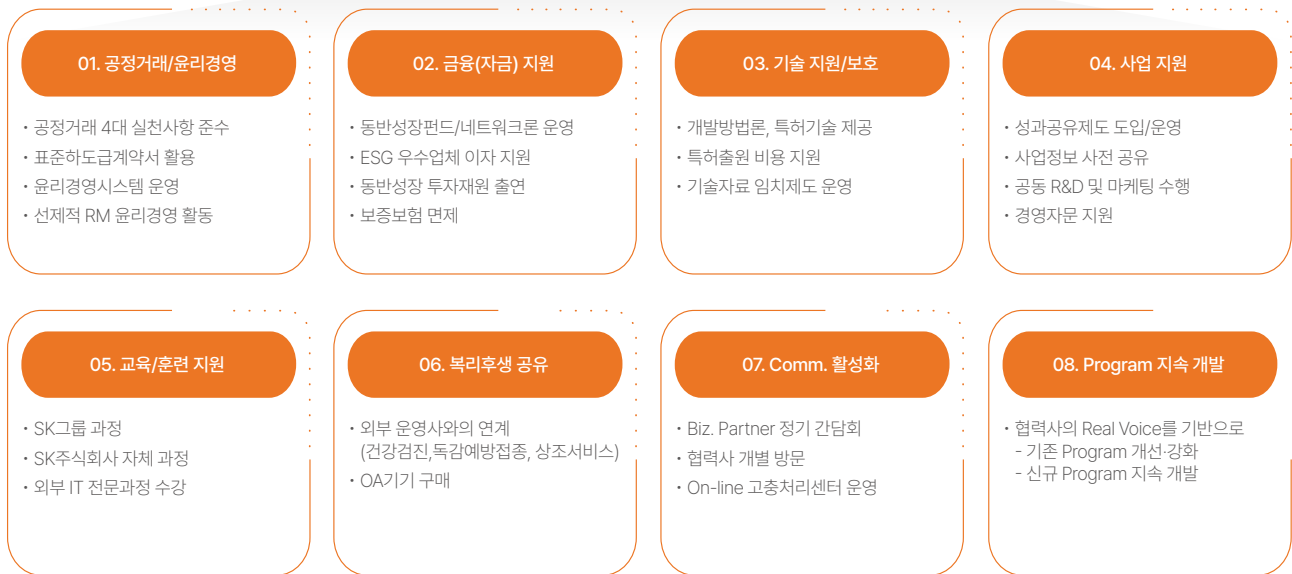 01. 공정거래/윤리경영
· 공정거래 4대 실천사항 준수
· 표준하도급계약서 활용
· 윤리경영시스템 운영
· 선제적 RM 윤리경영 활동
02. 금융(자금) 지원
· 동반성장펀드/네트워크론 운영
· ESG 우수업체 이자 지원
· 동반성장 투자재원 출연
· 보증보험 면제
03. 기술 지원/보호
· 개발방법론, 특허기술 제공
· 특허출원 비용 지원
· 기술자료 임치제도 운영
04. 사업 지원
· 성과공유제도 도입/운영
· 사업정보 사전 공유
· 공동 R&D 및 마케팅 수행
· 경영자문 지원
05. 교육/훈련 지원
· SK그룹 과정
· SK주식회사 자체 과정
· 외부 IT 전문과정 수강
06. 복리후생 공유
· 외부 운영사와의 연계
(건강검진,독감예방접종, 상조서비스)
· OA기기 구매
07. Comm. 활성화
· Biz. Partner 정기 간담회
· 협력사 개별 방문
· On-line 고충처리센터 운영
08. Program 지속 개발
· 협력사의 Real Voice를 기반으로
- 기존 Program 개선·강화
- 신규 Program 지속 개발